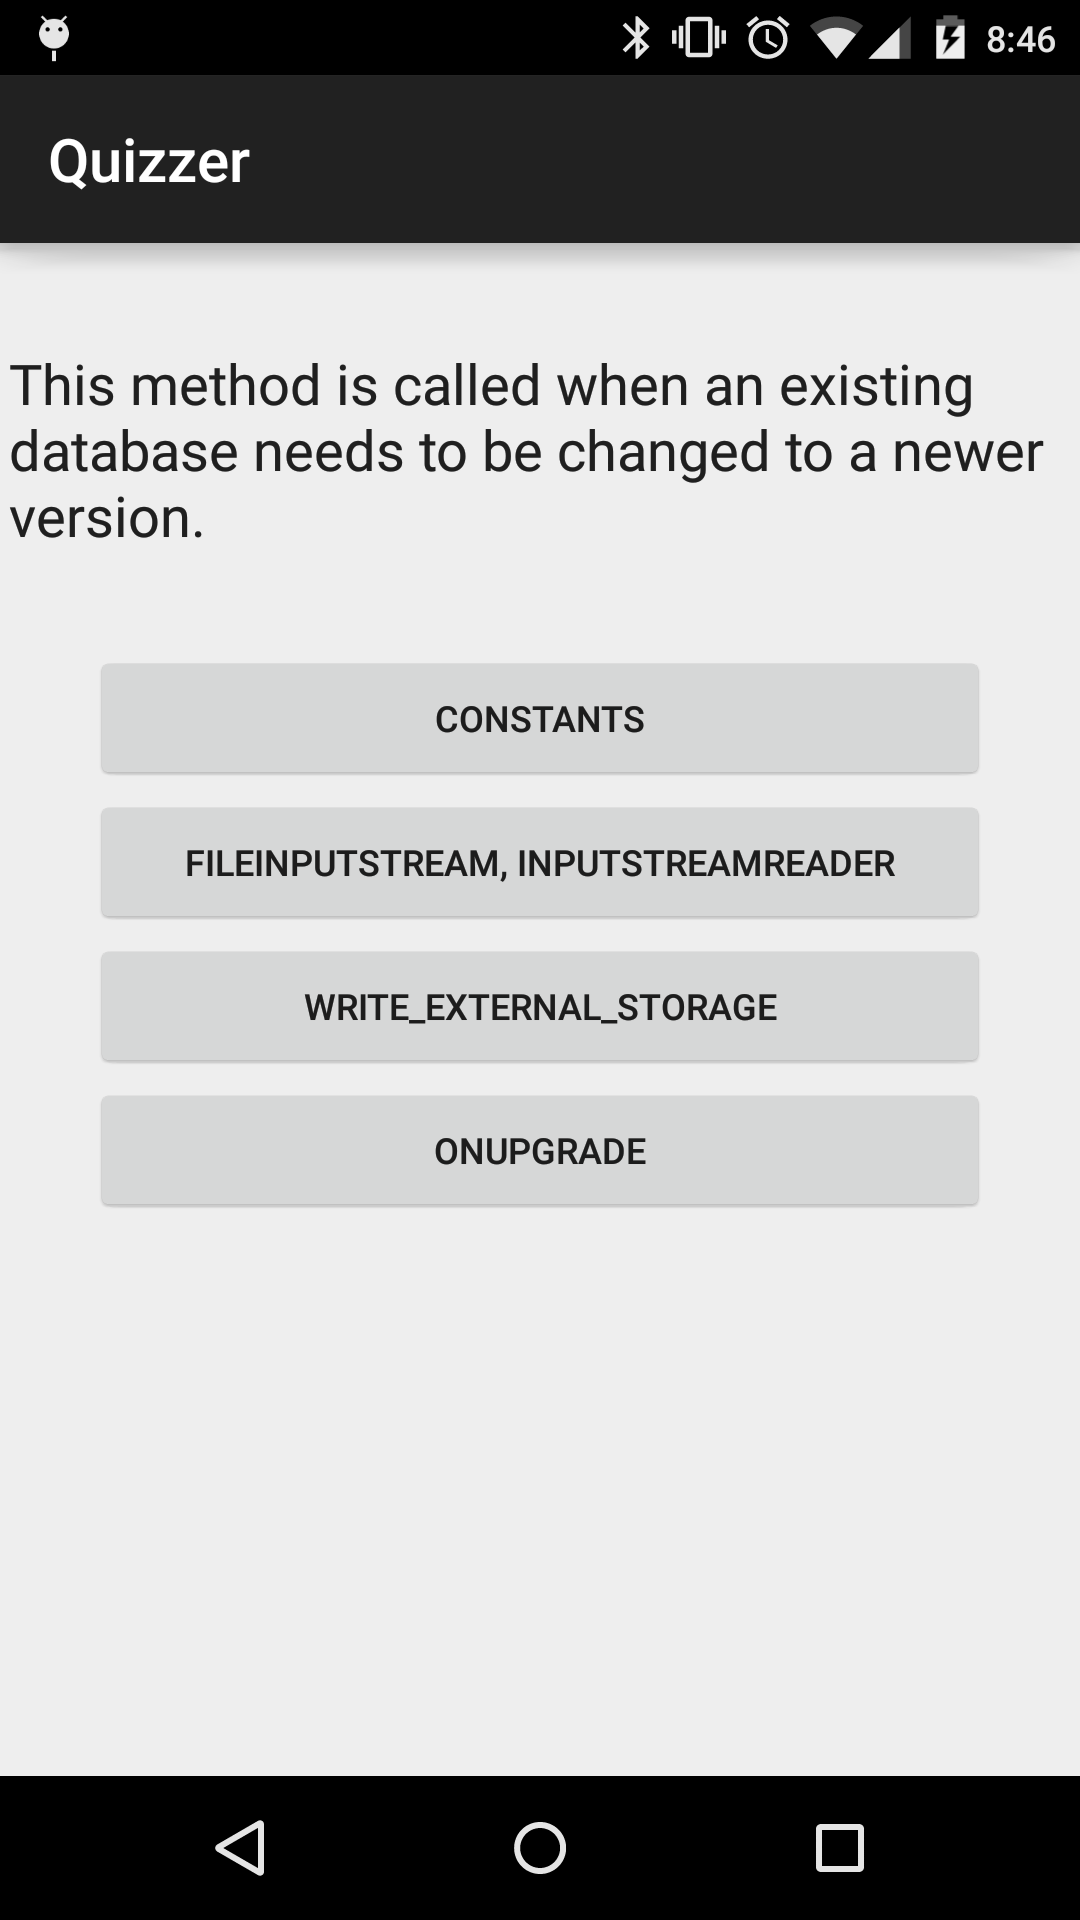 8:46
Quizzer
This method is called when an existing
database needs to be changed to a newer
version.
CONSTANTS
FILEINPUTSTREAM, INPUTSTREAMREADER
WRITE_EXTERNAL_STORAGE
ONUPGRADE